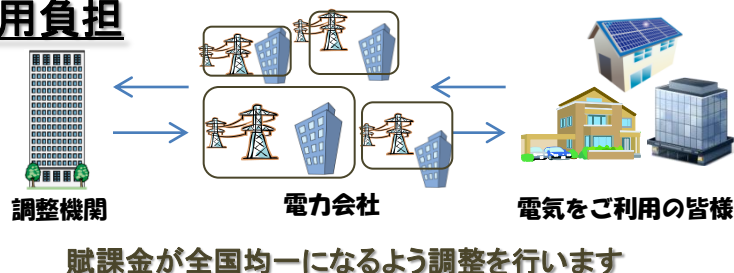 用負担
調整機関
電力会社
電気をご利用の皆様
賦課金が全国均一になるよう調整を行います